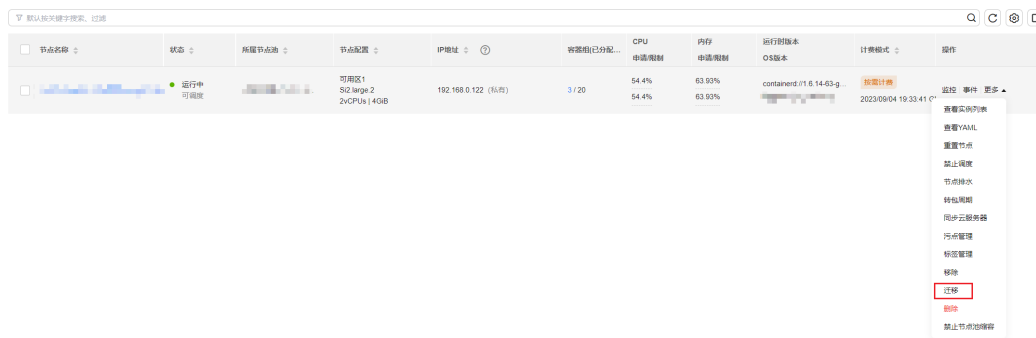 默认按关键字搜索、过滤
节点名称 状态 所属节点池 节点配置 IP地址 容器组(已分配... CPU 申请/限制 内存 申请/限制 运行时版本 OS版本 计费模式 操作
运行中
可调度
可用区1
Si2.large.2
2vCPUs | 4GiB
192.168.0.122 (私有)
3 / 20
54.4%
54.4%
63.93%
63.93%
containerd://1.6.14-63-g...
按需计费
2023/09/04 19:33:41 G
监控 事件 更多
查看实例列表
查看YAML
重置节点
禁止调度
节点排水
转包周期
同步云服务器
污点管理
标签管理
移除
迁移
删除
禁止节点池缩容